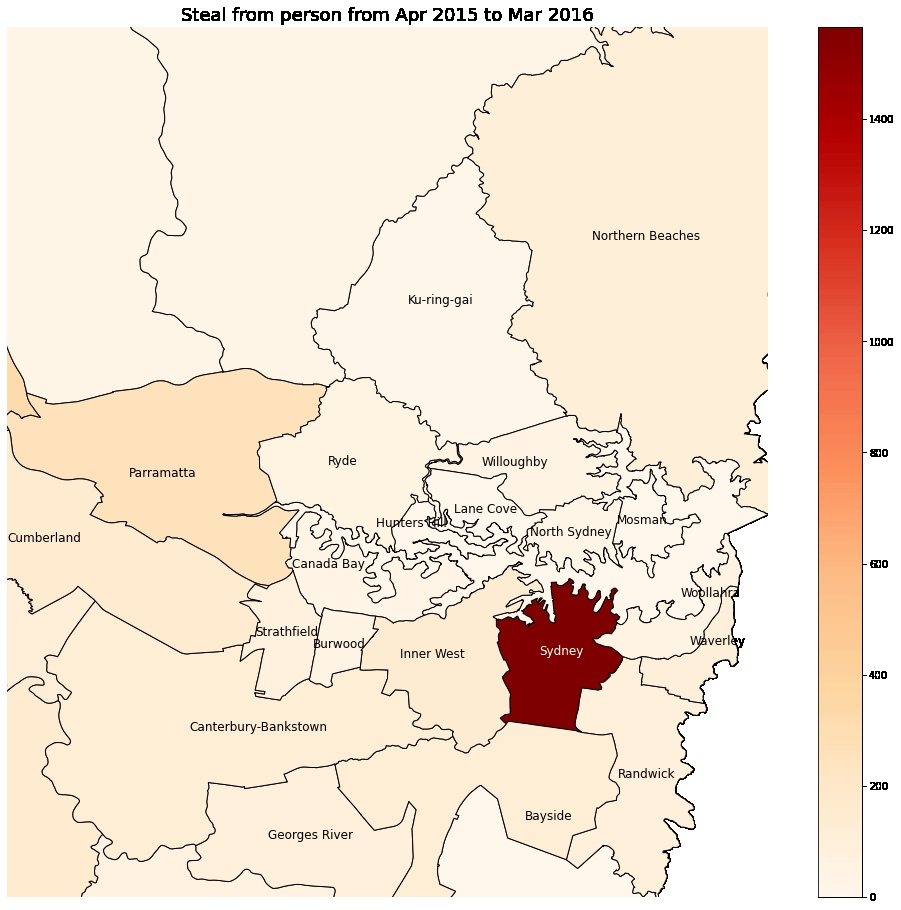 Steal from person from Apr 2015 to Mar 2016
1400
1200
Northern Beaches
Ku-ring-gai
1000
800
Ryde
Willoughby
Parramatta
Lane Cove
Mosman
Hunters Hill
North Sydney
Cumberland
Canada Bay
600
Woollahra
Strathfield
Burwood
Waverley
Inner West
Sydney
400
Canterbury-Bankstown
Randwick
200
Bayside
Georges River
0